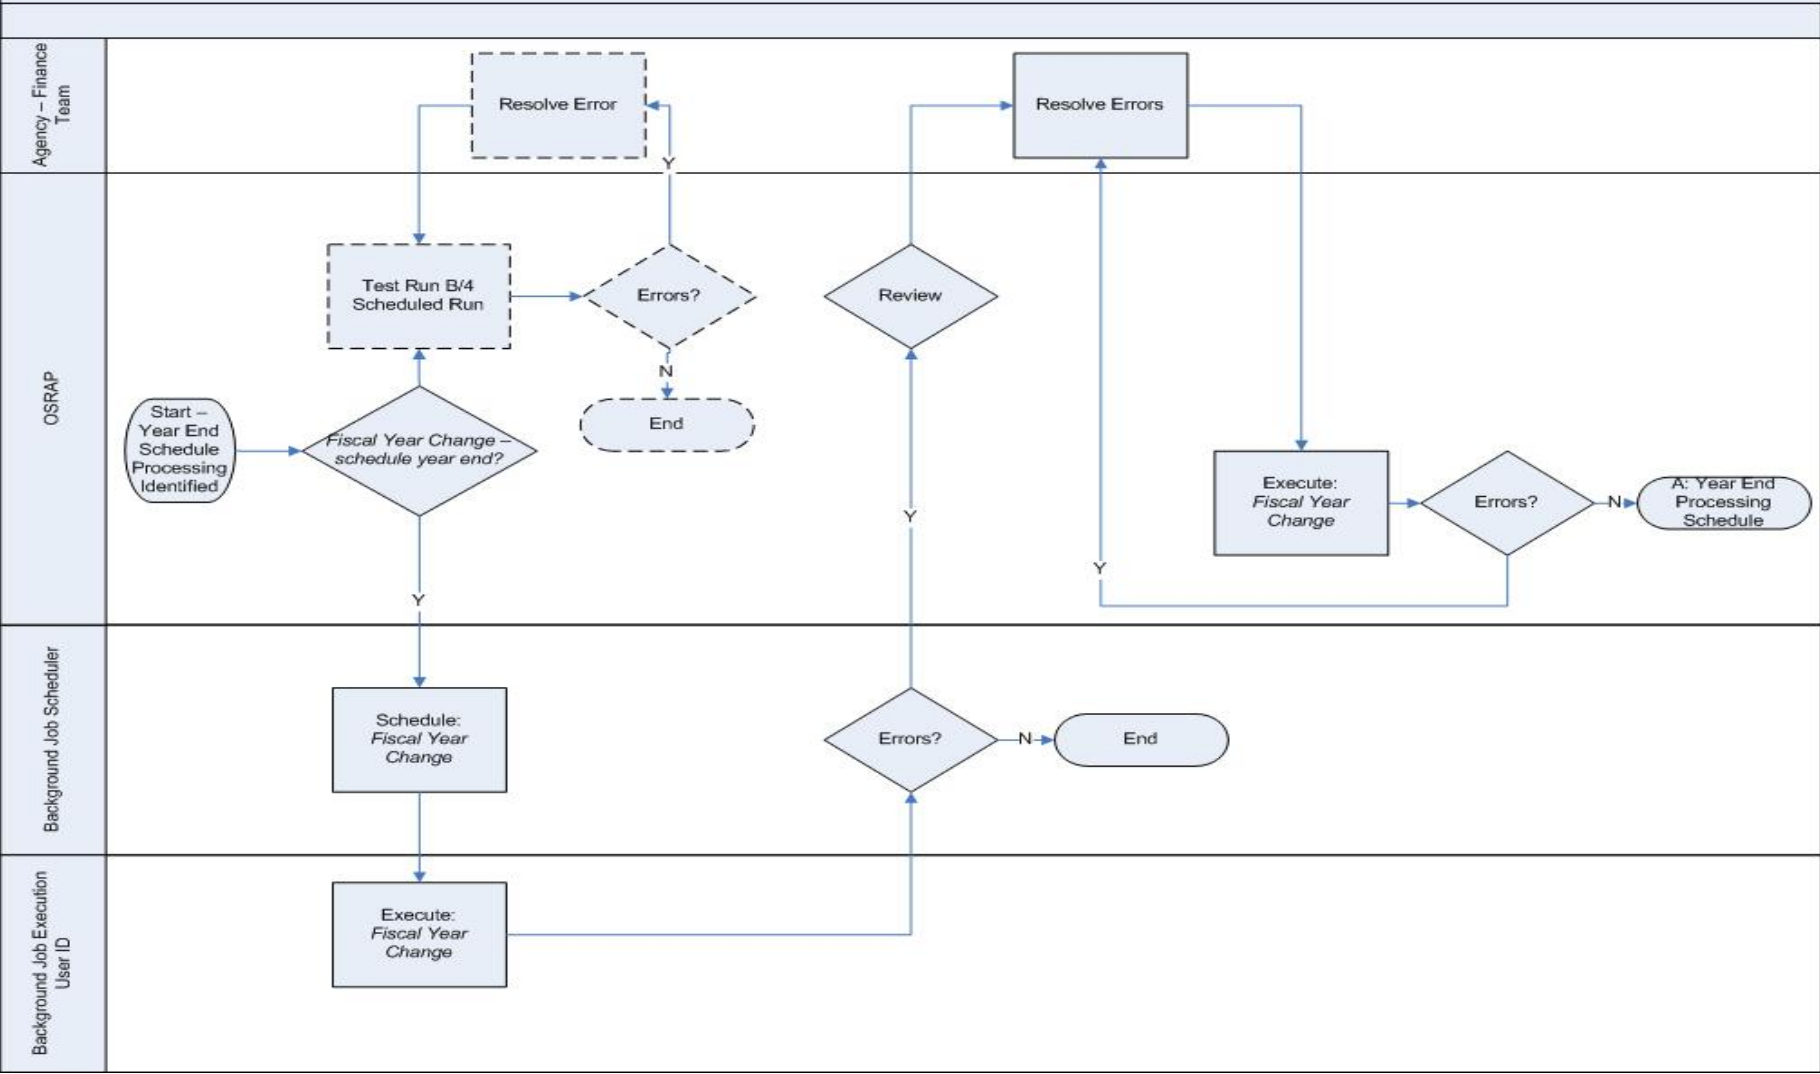 Agency – Finance
Team
Resolve Error
Resolve Errors
Y
OSRAP
Test Run B/4
Scheduled Run
Errors?
N
End
Review
Start –
Year End
Schedule
Processing
Identified
Fiscal Year Change –
schedule year end?
Y
Y
Execute:
Fiscal Year
Change
Errors?
N
A: Year End
Processing
Schedule
Y
Background Job Scheduler
Schedule:
Fiscal Year
Change
Errors?
N
End
Background Job Execution
User ID
Execute:
Fiscal Year
Change